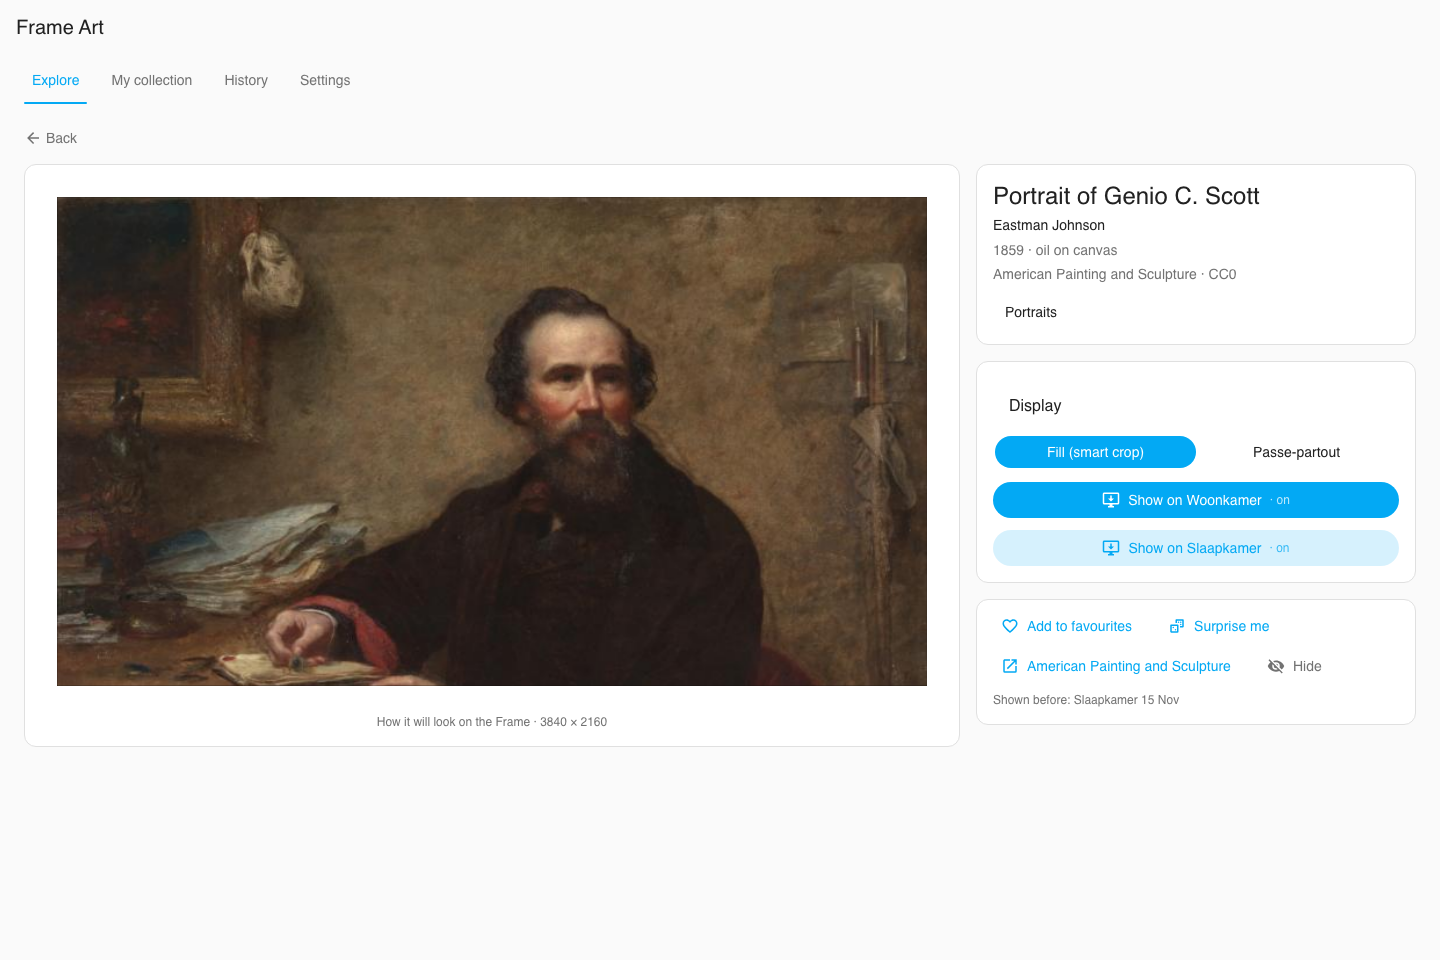 Frame Art
Explore
My collection
History
Settings
Back
Portrait of Genio C. Scott
Eastman Johnson
1859 · oil on canvas
American Painting and Sculpture · CC0
Portraits
Display
Fill (smart crop)
Passe-partout
Show on Woonkamer · on
Show on Slaapkamer · on
Add to favourites
Surprise me
American Painting and Sculpture
Hide
Shown before: Slaapkamer 15 Nov
How it will look on the Frame · 3840 × 2160